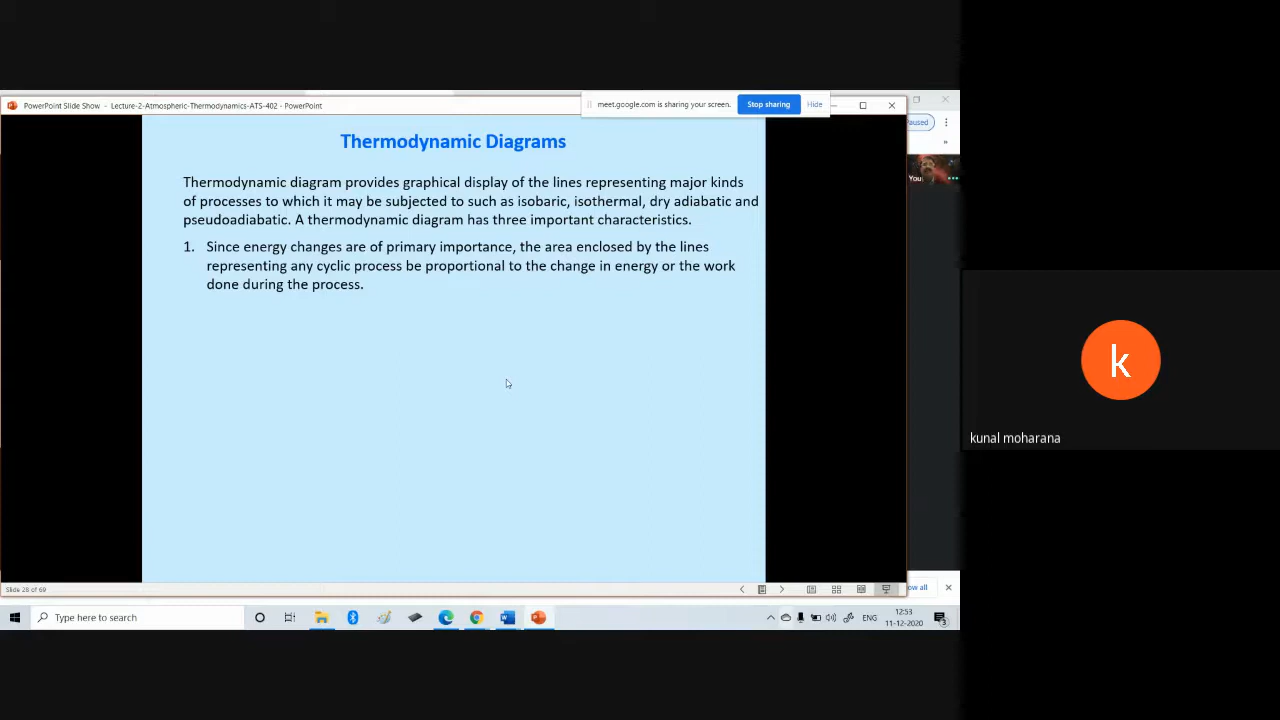 PowerPoint Slide Show - Lecture-2-Atmospheric-Thermodynamics-ATS-402 - PowerPoint
meet.google.com is sharing your screen.
Stop sharing
Hide
Paused
Thermodynamic Diagrams
You
Thermodynamic diagram provides graphical display of the lines representing major kinds
of processes to which it may be subjected to such as isobaric, isothermal, dry adiabatic and
pseudoadiabatic. A thermodynamic diagram has three important characteristics.
1. Since energy changes are of primary importance, the area enclosed by the lines
representing any cyclic process be proportional to the change in energy or the work
done during the process.
k
kunal moharana
Slide 28 of 69
ow all
Type here to search
ENG
12:53
11-12-2020